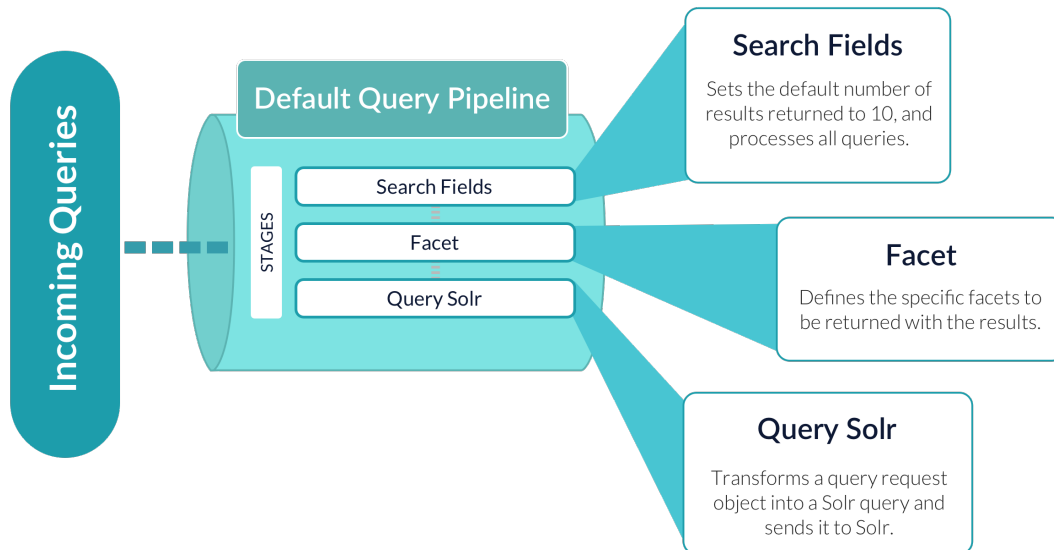 Incoming Queries
Default Query Pipeline
STAGES
Search Fields
Facet
Query Solr
Search Fields
Sets the default number of
results returned to 10, and
processes all queries.
Facet
Defines the specific facets to
be returned with the results.
Query Solr
Transforms a query request
object into a Solr query and
sends it to Solr.